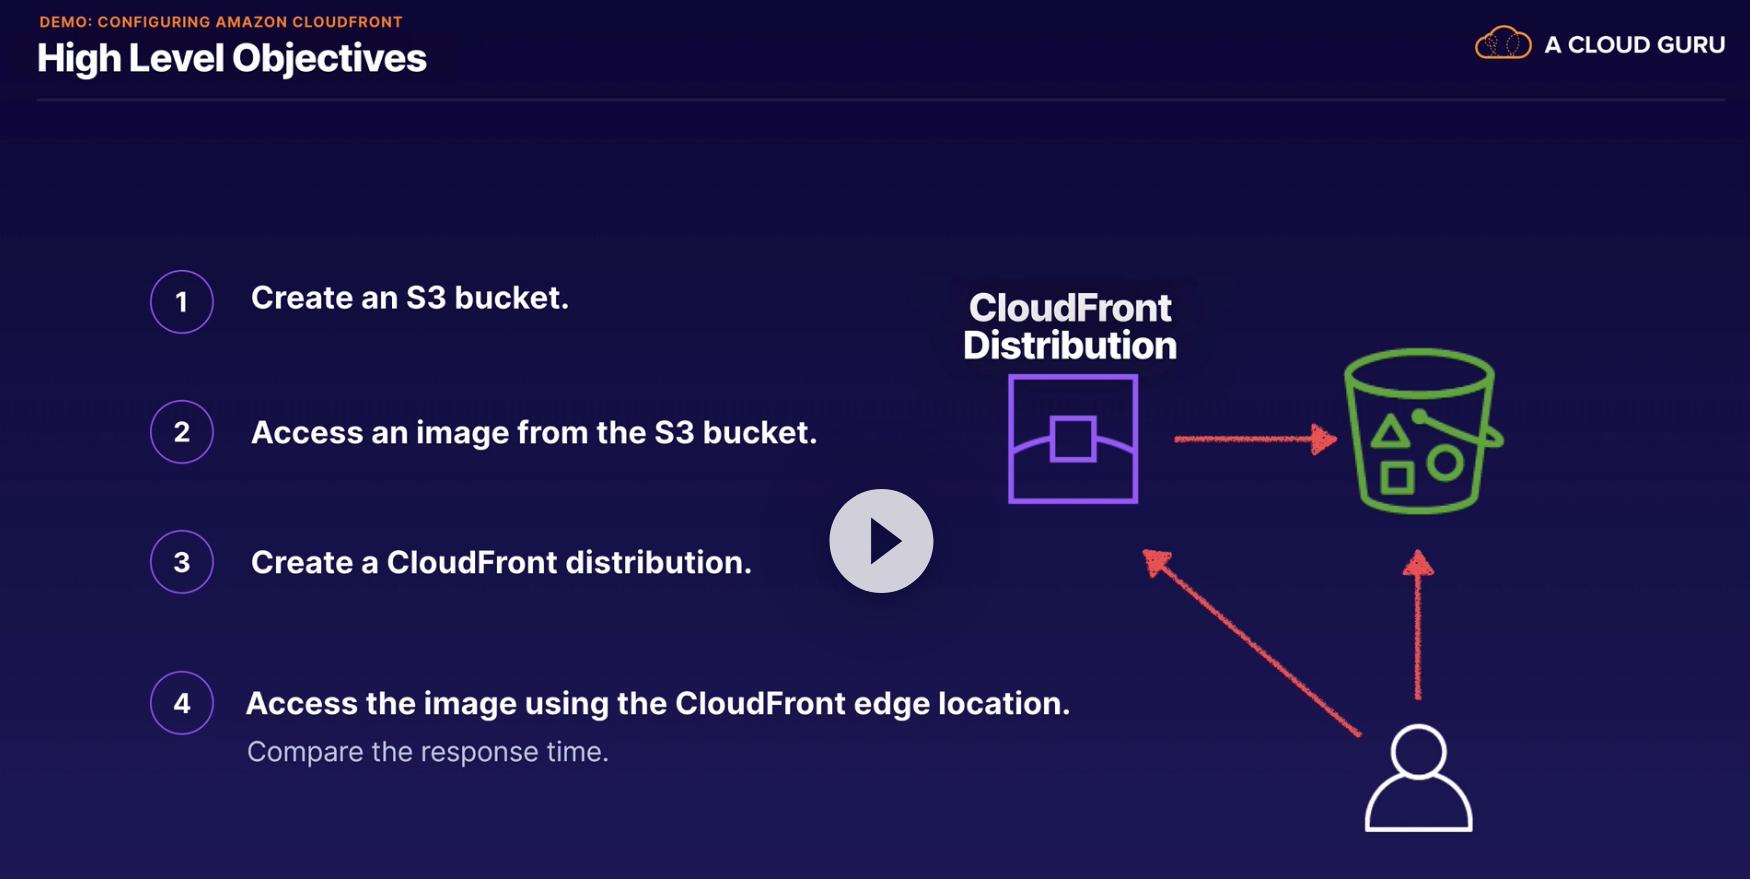 DEMO: CONFIGURING AMAZON CLOUDFRONT
High Level Objectives
A CLOUD GURU
1
Create an S3 bucket.
2
Access an image from the S3 bucket.
3
Create a CloudFront distribution.
4
Access the image using the CloudFront edge location.
Compare the response time.
CloudFront
Distribution